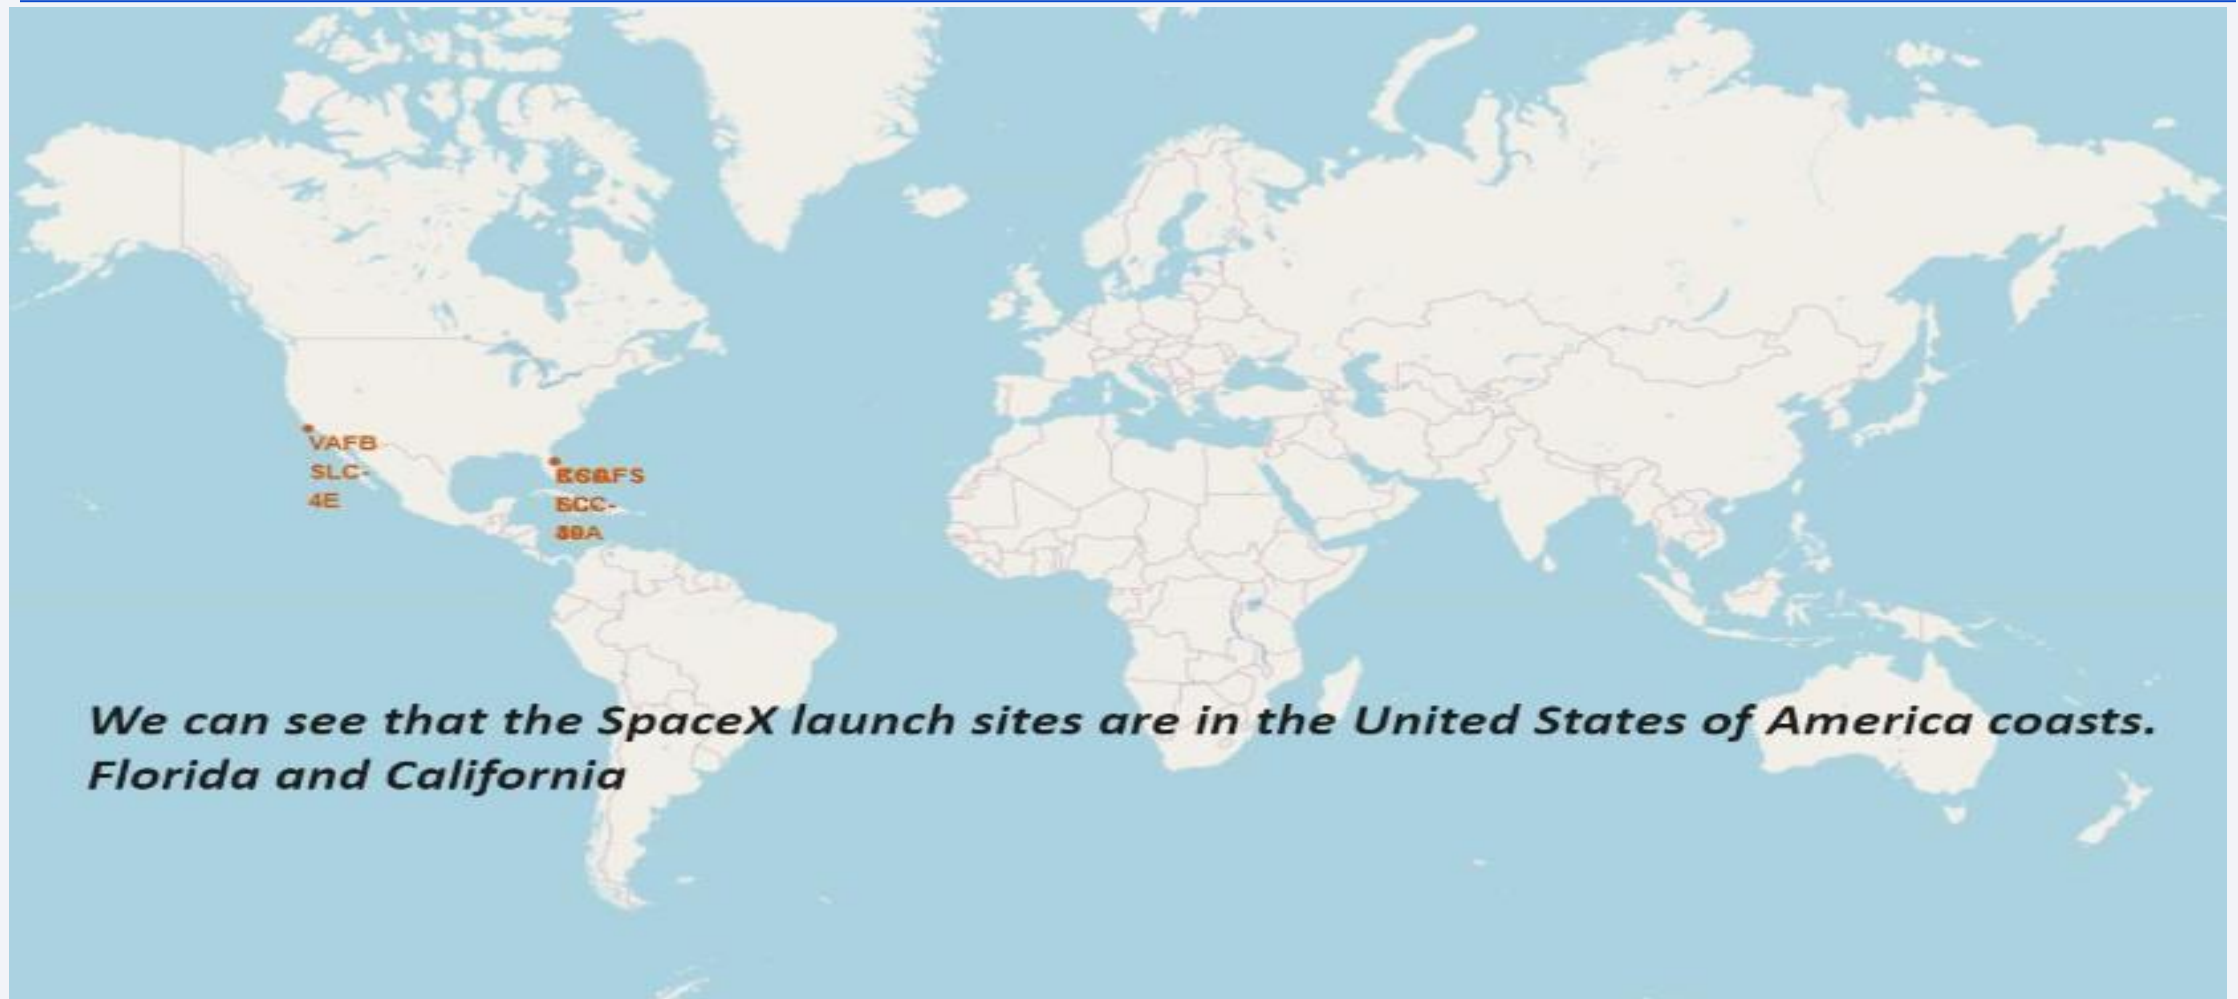 VAFB
SLC-
4E
We can see that the SpaceX launch sites are in the United States of America coasts.
Florida and California